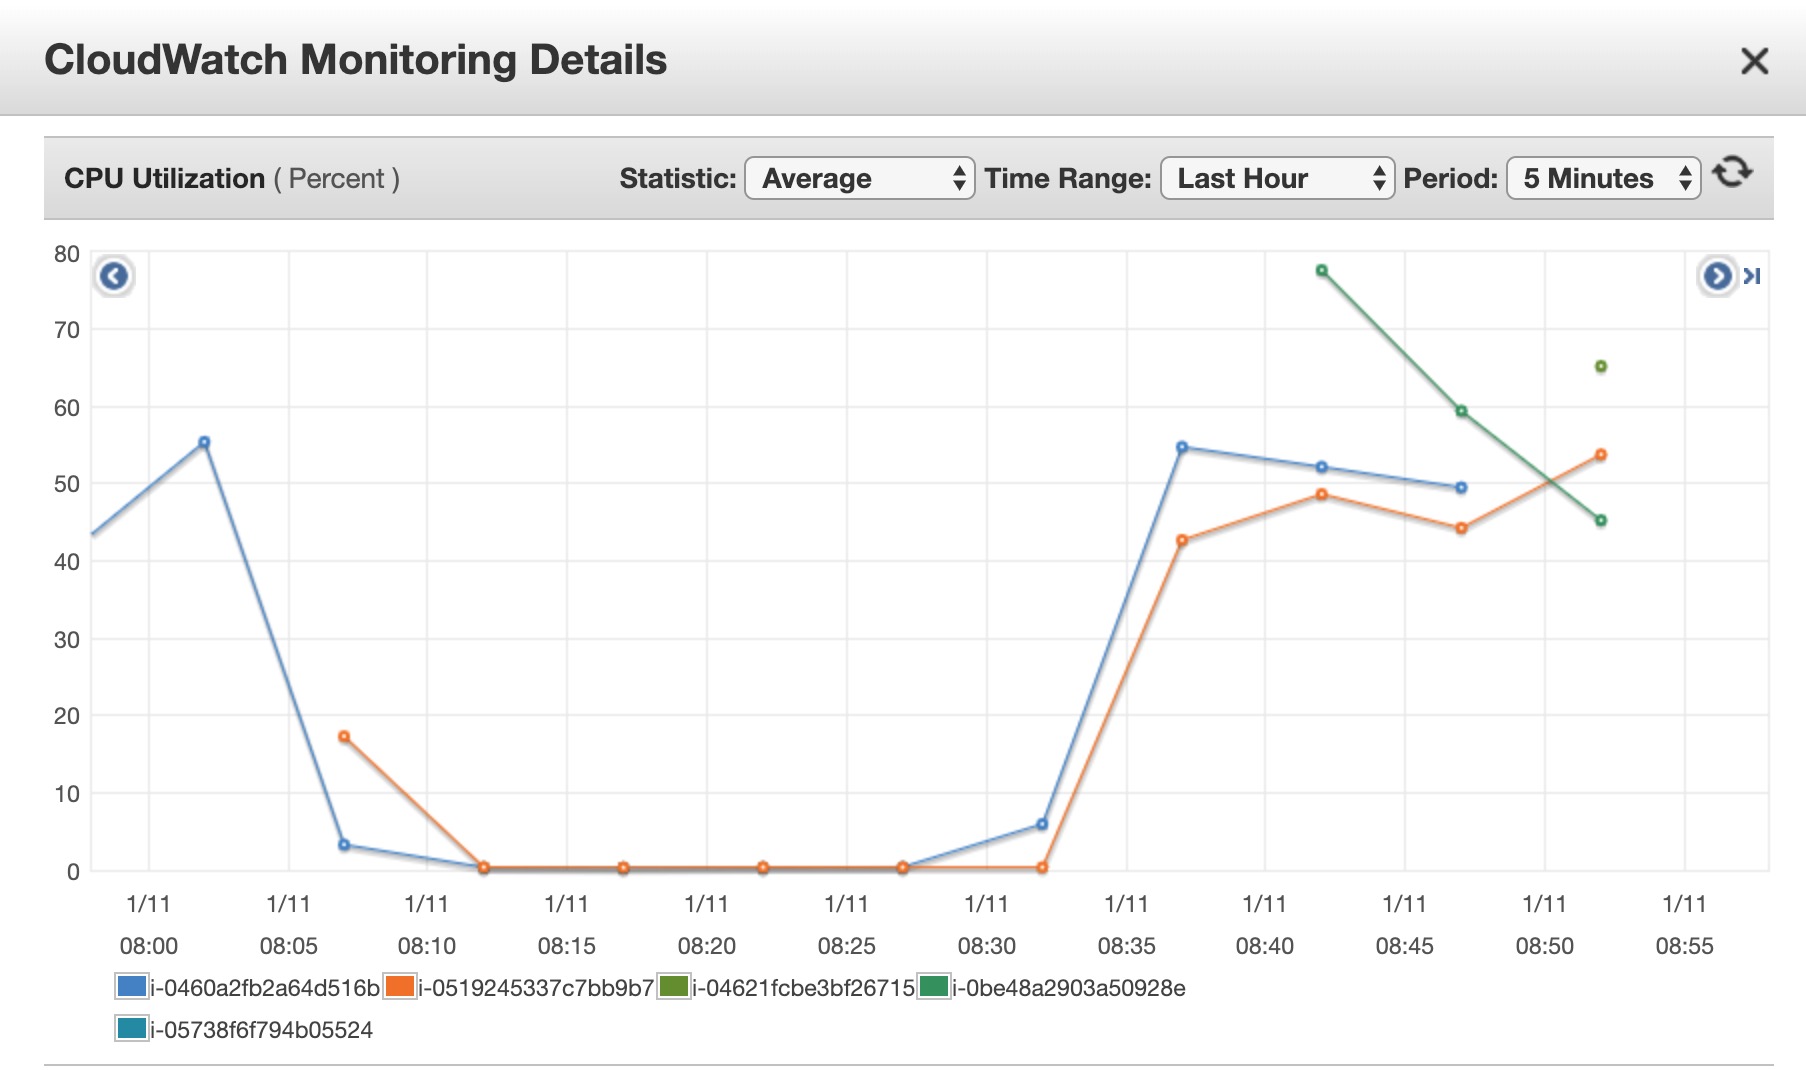 CloudWatch Monitoring Details
CPU Utilization ( Percent ) Statistic: Average Time Range: Last Hour Period: 5 Minutes
80
70
60
50
40
30
20
10
0
1/11 1/11 1/11 1/11 1/11 1/11 1/11 1/11 1/11 1/11 1/11 1/11
08:00 08:05 08:10 08:15 08:20 08:25 08:30 08:35 08:40 08:45 08:50 08:55
i-0460a2fb2a64d516b i-0519245337c7bb9b7 i-04621fcbe3bf26715 i-0be48a2903a50928e
i-05738f6f794b05524